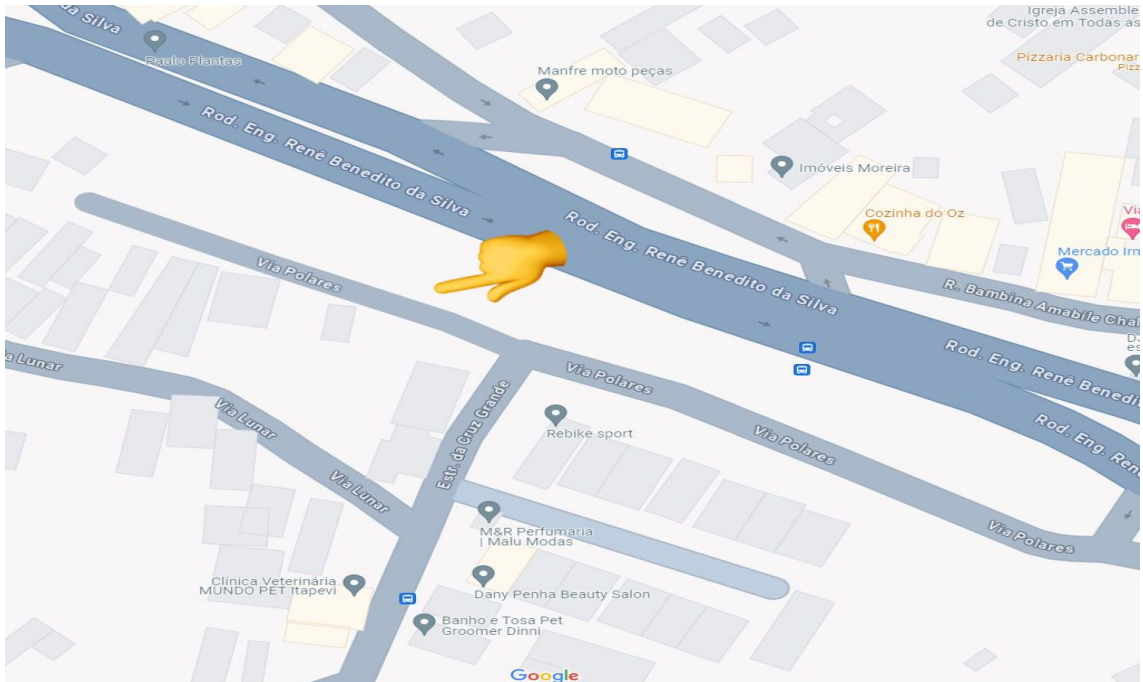 da Silva
Paulo Plantas
Igreja Assemble
de Cristo em Todas as
Pizzaria Carbonar
Pizz
Manfre moto peças
Rod. Eng. Renê Benedito da Silva
Imóveis Moreira
Cozinha do Oz
Via
Mercado Irm
Rod. Eng. Renê Benedito da Silva
R. Bambina Amabile Chal
Via Polares
Rod. Eng. Renê Benedit
es
a Lunar
Via Polares
Estr. da Cruz Grande
Via Lunar
Rebike sport
Via Polares
Rod. Eng. Ren
Via Lunar
M&R Perfumaria
| Malu Modas
Via Polares
Clínica Veterinária
MUNDO PET Itapevi
Dany Penha Beauty Salon
Banho e Tosa Pet
Groomer Dinni
Google